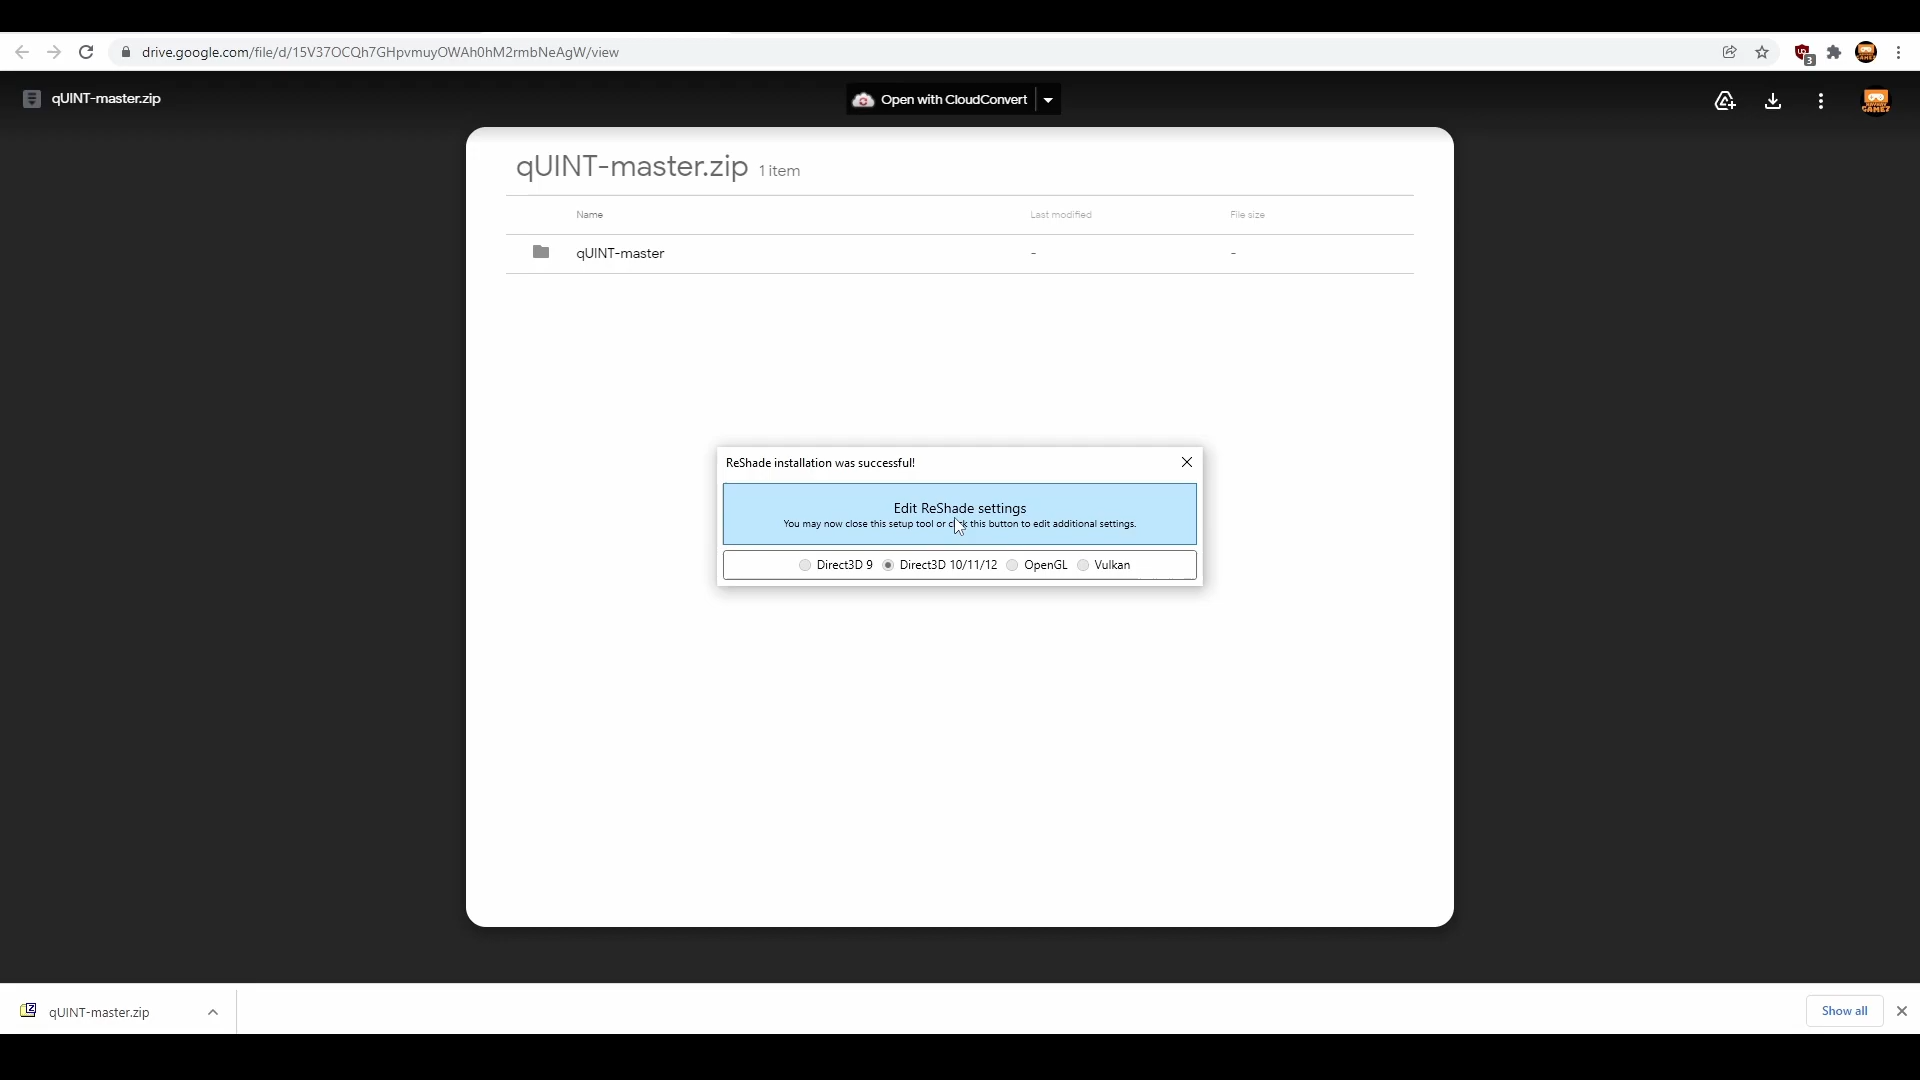 drive.google.com/file/d/15V37OCQh7GHpvmuyOWAh0hM2rmbNeAgW/view
3
qUINT-master.zip
Open with CloudConvert
qUINT-master.zip 1 item
Name Last modified File size
qUINT-master - -
ReShade installation was successful!
Edit ReShade settings
You may now close this setup tool or click this button to edit additional settings.
Direct3D 9 Direct3D 10/11/12 OpenGL Vulkan
qUINT-master.zip
Show all